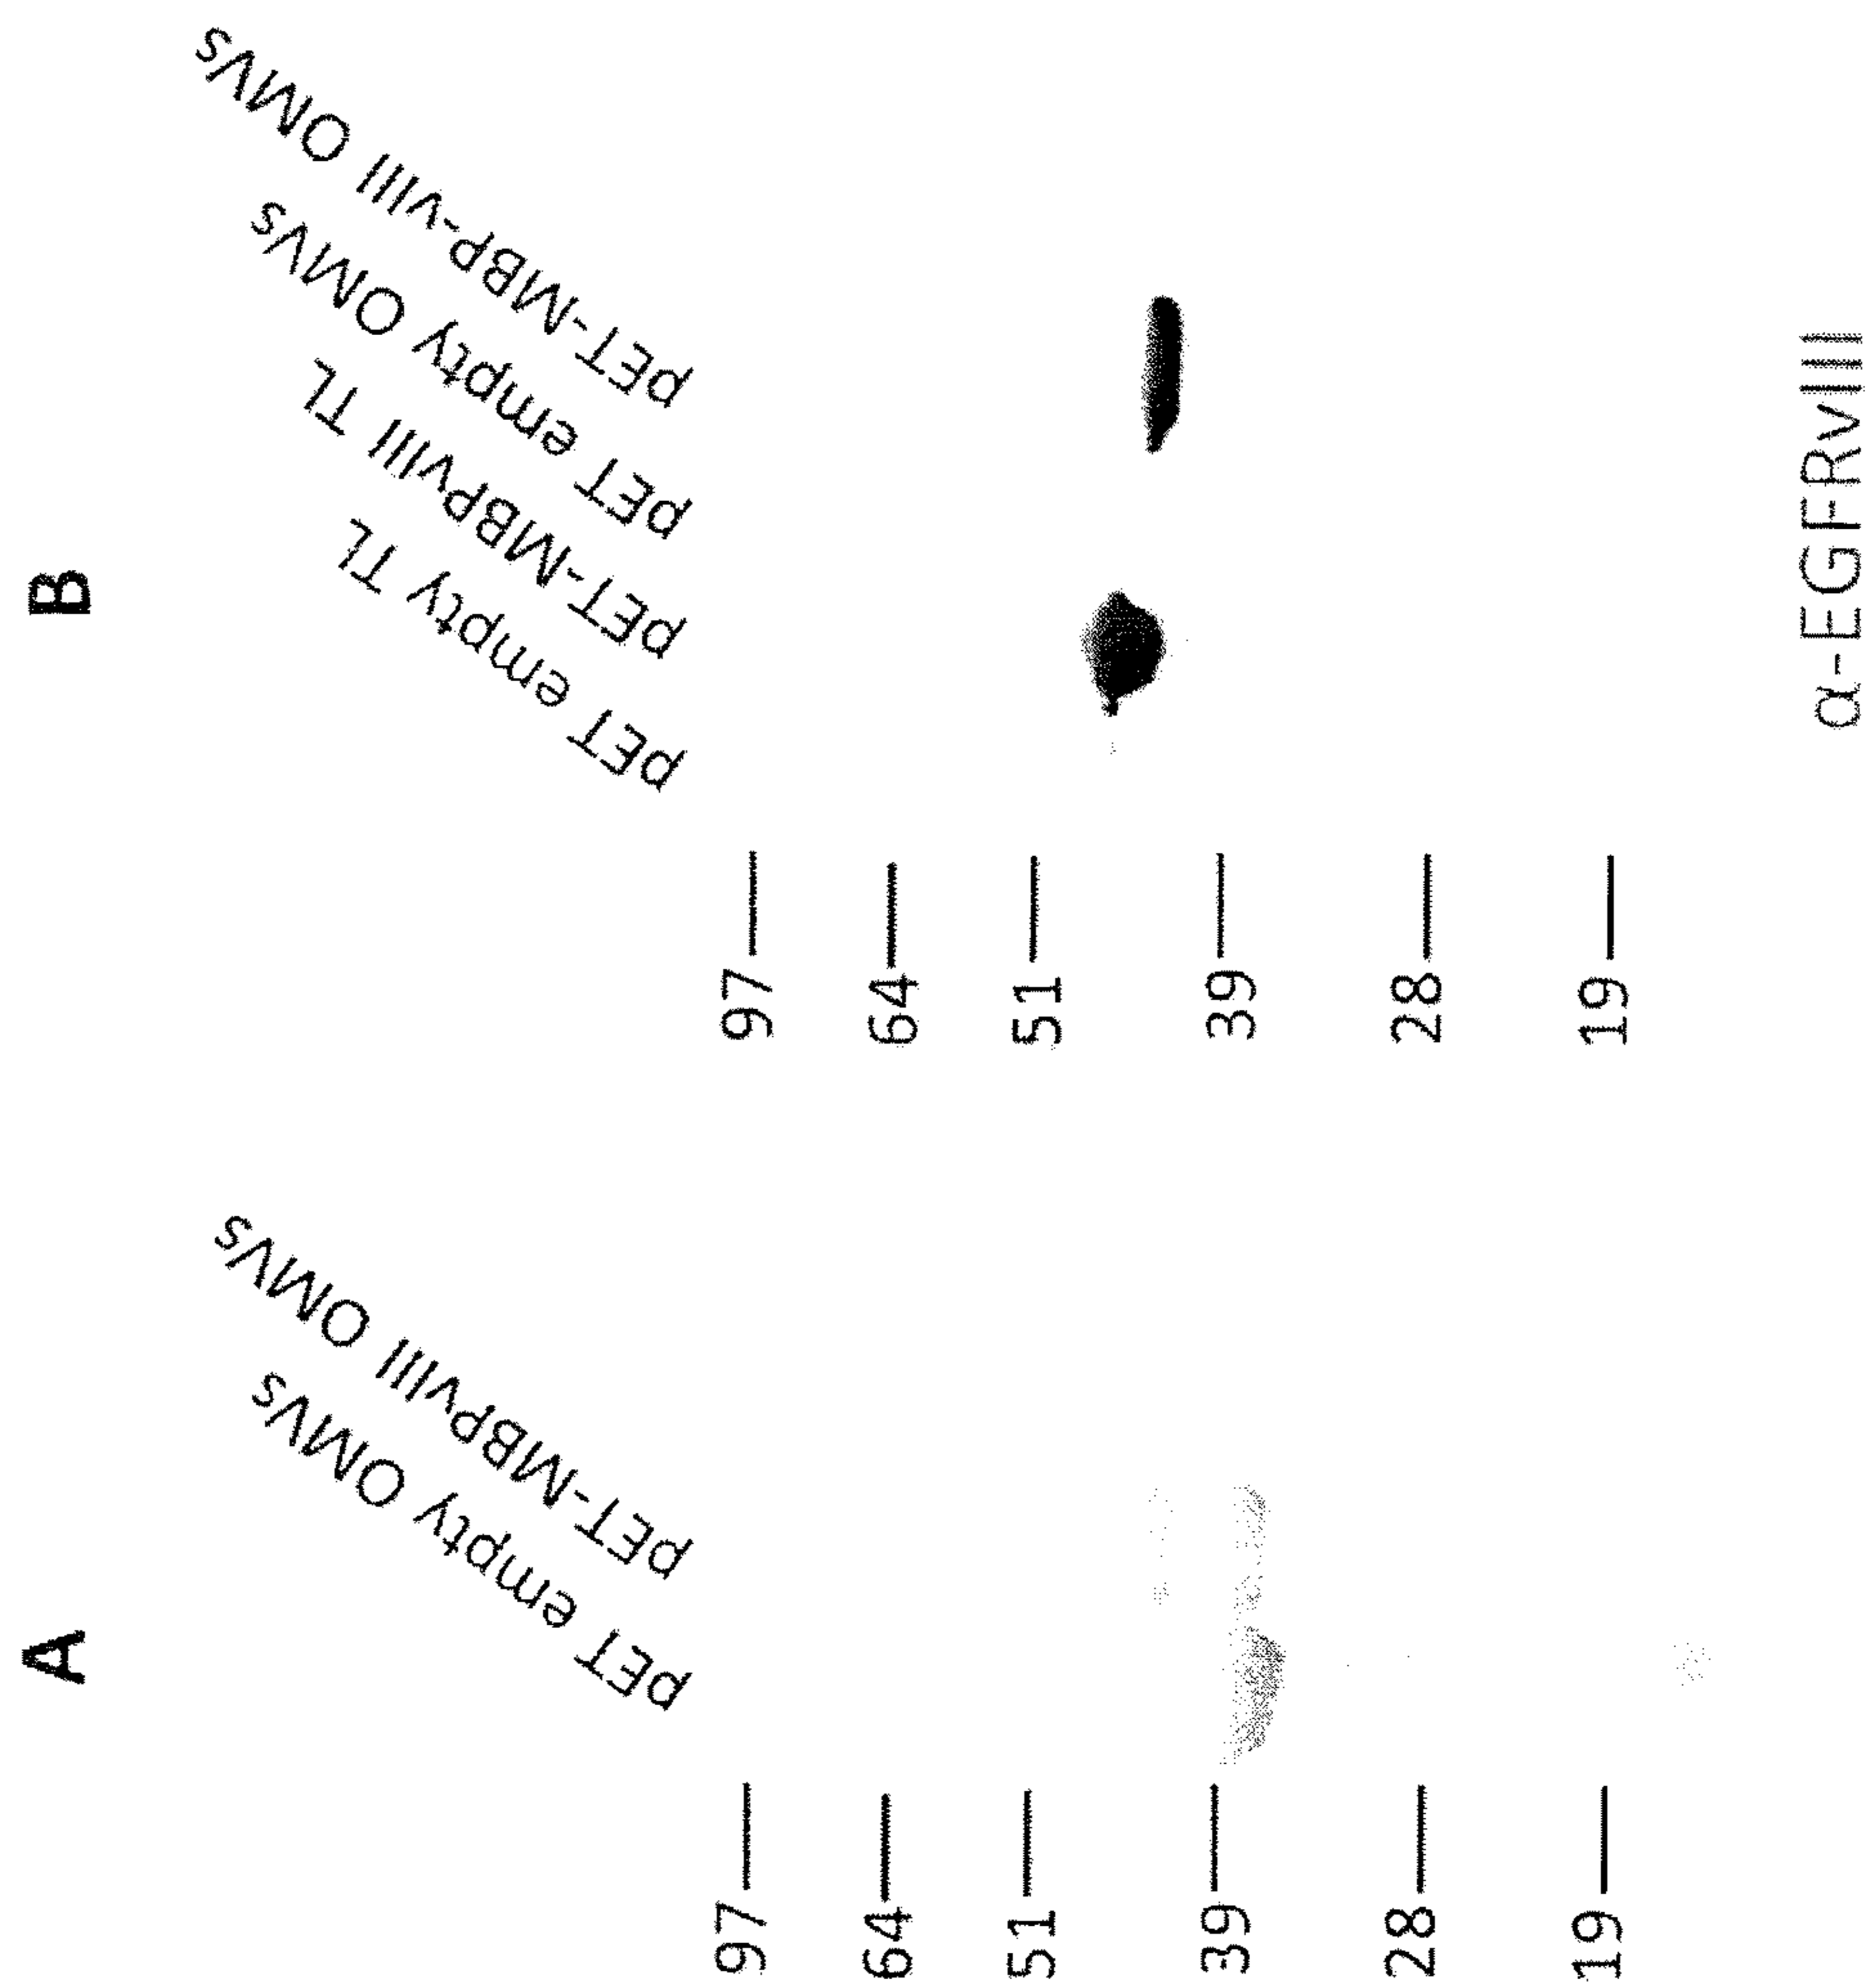 A
pET empty OMVs
pET-MBPvIII OMVs
97
64
51
39
28
19
B
pET empty TL
pET-MBPvIII TL
pET empty OMVs
pET-MBP-vIII OMVs
97
64
51
39
28
19
α-EGFRvIII